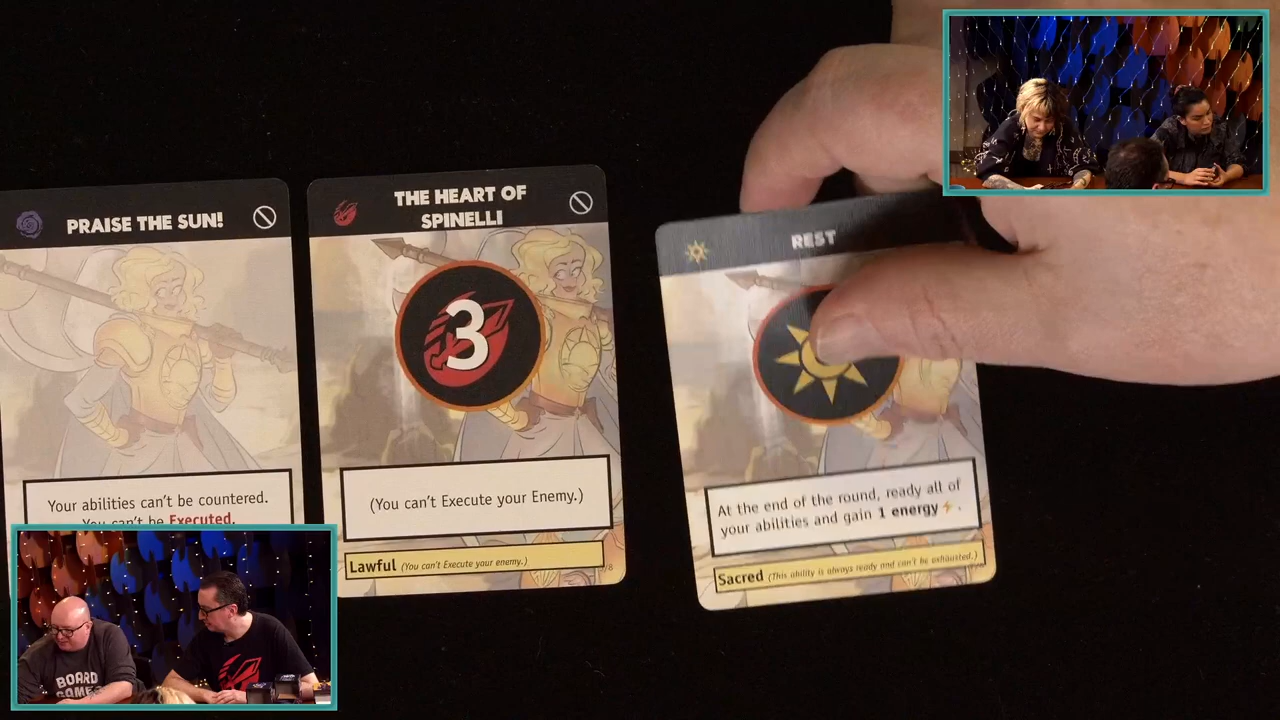 PRAISE THE SUN!
Your abilities can't be countered.
You can't be Executed.
THE HEART OF
SPINELLI
3
(You can't Execute your Enemy.)
Lawful (You can't Execute your enemy.)
REST
At the end of the round, ready all of
your abilities and gain 1 energy .
Sacred (This ability is always ready and can't be exhausted.)
BOARD
GAMES